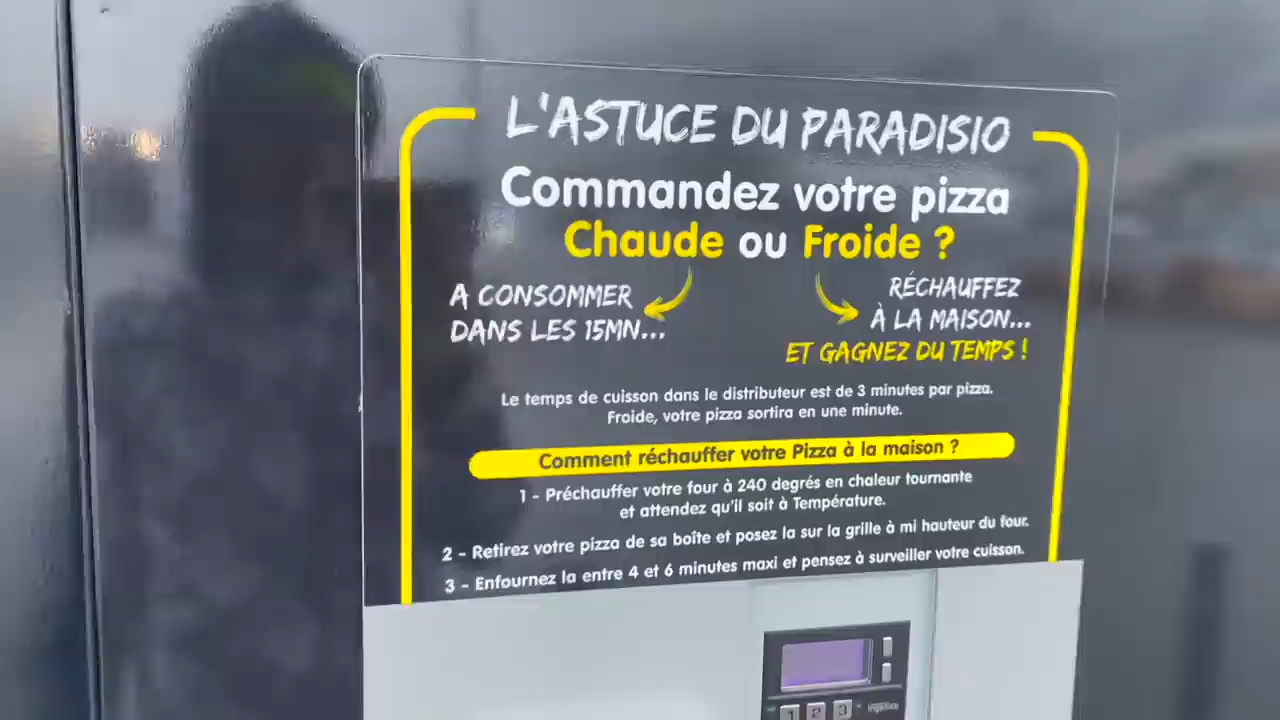 L'ASTUCE DU PARADISIO
Commandez votre pizza
Chaude ou Froide ?
A CONSOMMER
DANS LES 15MN...
RÉCHAUFFEZ
À LA MAISON...
ET GAGNEZ DU TEMPS !
Le temps de cuisson dans le distributeur est de 3 minutes par pizza.
Froide, votre pizza sortira en une minute.
Comment réchauffer votre Pizza à la maison ?
1 - Préchauffer votre four à 240 degrés en chaleur tournante
et attendez qu'il soit à Température.
2 - Retirez votre pizza de sa boîte et posez la sur la grille à mi hauteur du four.
3 - Enfournez la entre 4 et 6 minutes maxi et pensez à surveiller votre cuisson.
1 2 3